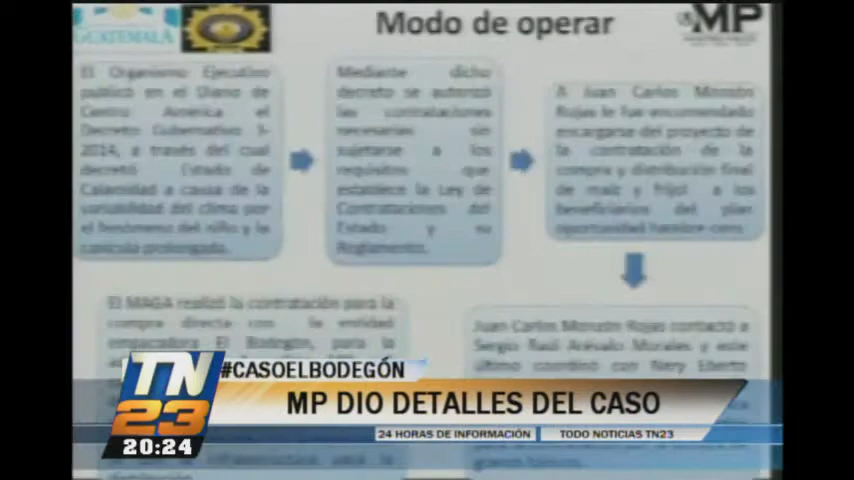 GUATEMALA
Modo de operar
MP
El Organismo Ejecutivo
publicó en el Diario de
Centro América el
Decreto Gubernativo 3-
2014, a través del cual
decretó Estado de
Calamidad a causa de la
variabilidad del clima por
el fenómeno del niño y la
canícula prolongada.
Mediante dicho
decreto se autorizó
las contrataciones
necesarias sin
sujetarse a los
requisitos que
establece la Ley de
Contrataciones del
Estado y su
Reglamento.
A Juan Carlos Monzón
Rojas le fue encomendado
encargarse del proyecto de
la contratación de la
compra y distribución final
de maíz y frijol a los
beneficiarios del plan
oportunidad hambre cero.
El MAGA realizó la contratación para la
compra directa con la entidad
empacadora El Bodegón, para la
Juan Carlos Monzón Rojas contactó a
Sergio Raúl Arévalo Morales y este
último coordinó con Nery Eberto
#CASOELBODEGÓN
TN
23
20:24
MP DIO DETALLES DEL CASO
24 HORAS DE INFORMACIÓN
TODO NOTICIAS TN23
distribución.